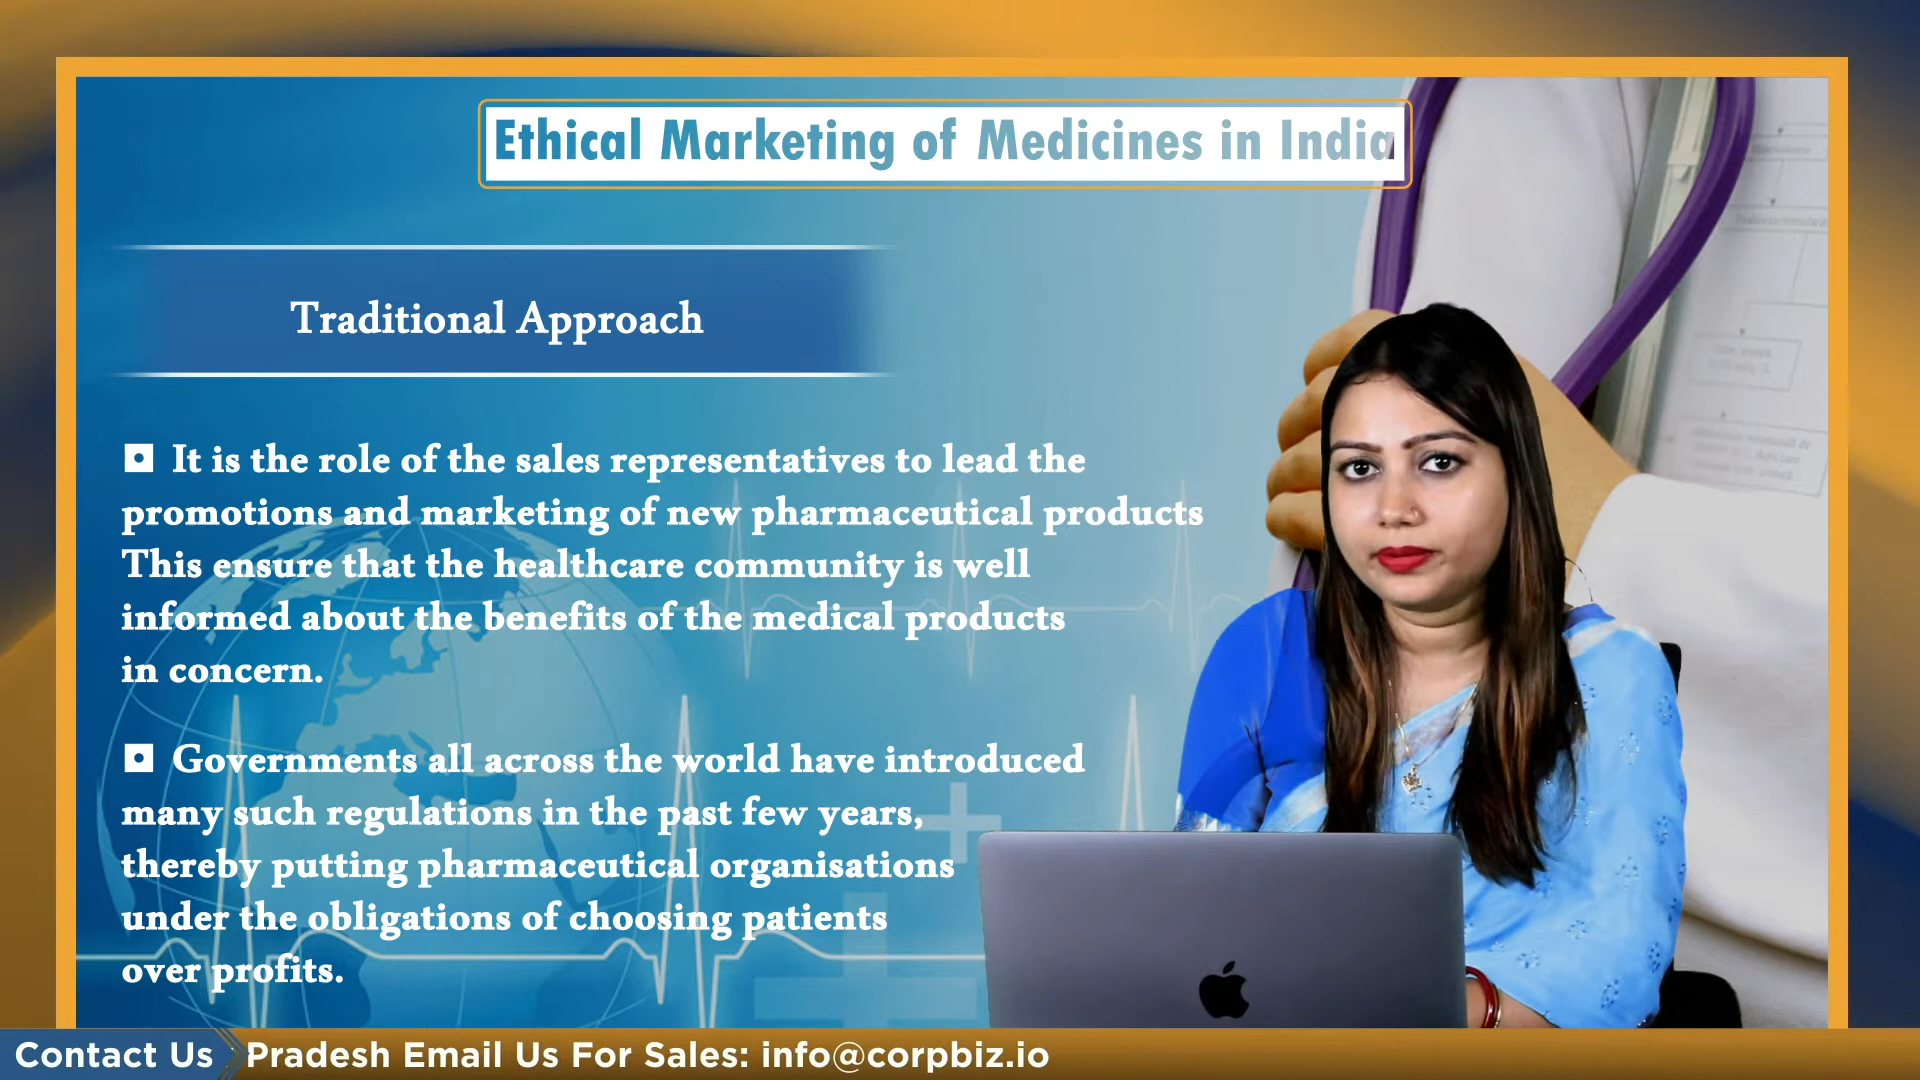 Ethical Marketing of Medicines in India
Traditional Approach
It is the role of the sales representatives to lead the
promotions and marketing of new pharmaceutical products
This ensure that the healthcare community is well
informed about the benefits of the medical products
in concern.
Governments all across the world have introduced
many such regulations in the past few years,
thereby putting pharmaceutical organisations
under the obligations of choosing patients
over profits.
Contact Us
Pradesh Email Us For Sales: info@corpbiz.io